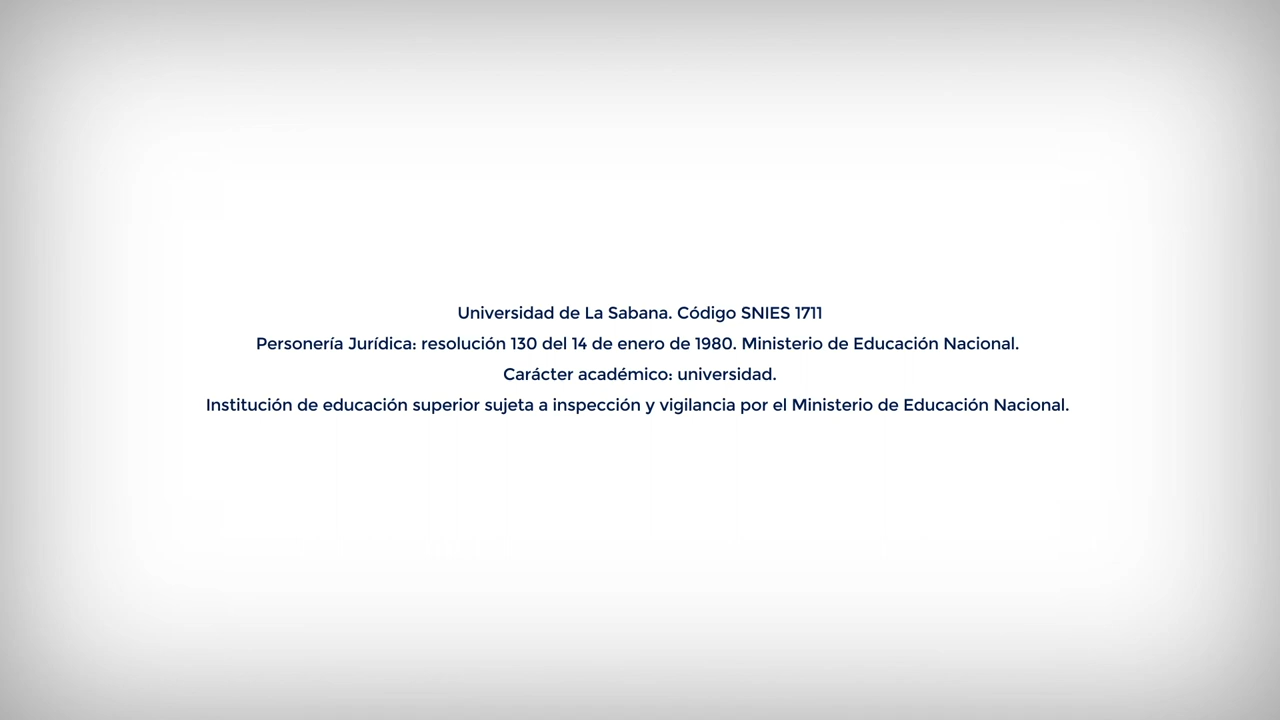 Universidad de La Sabana. Código SNIES 1711
Personería Jurídica: resolución 130 del 14 de enero de 1980. Ministerio de Educación Nacional.
Carácter académico: universidad.
Institución de educación superior sujeta a inspección y vigilancia por el Ministerio de Educación Nacional.